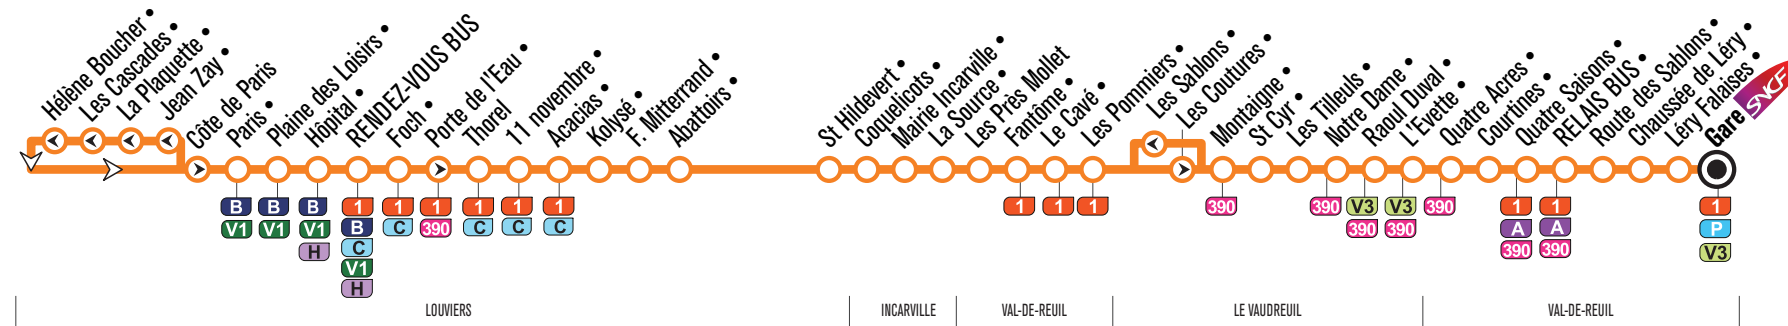 Hélène Boucher •
Les Cascades •
La Plaquette •
Jean Zay •
Côte de Paris
Paris •
Plaine des Loisirs •
Hôpital •
RENDEZ-VOUS BUS
Foch •
Porte de l'Eau •
Thorel
11 novembre •
Acacias •
Kolysé •
F. Mitterrand •
Abattoirs •
St Hildevert •
Coquelicots •
Mairie Incarville •
La Source •
Les Prés Mollet
Fantôme •
Le Cavé •
Les Pommiers •
Les Sablons •
Les Coutures •
Montaigne •
St Cyr •
Les Tilleuls •
Notre Dame •
Raoul Duval •
L'Evette •
Quatre Acres •
Courtines •
Quatre Saisons •
RELAIS BUS •
Route des Sablons •
Chaussée de Léry •
Léry Falaises •
Gare SNCF
B
V1
B
V1
B
V1
H
1
B
C
V1
H
1
C
1
390
1
C
1
C
1
C
1
1
1
390
390
V3
390
V3
390
390
1
A
390
1
A
390
1
P
V3
LOUVIERS
INCARVILLE
VAL-DE-REUIL
LE VAUDREUIL
VAL-DE-REUIL